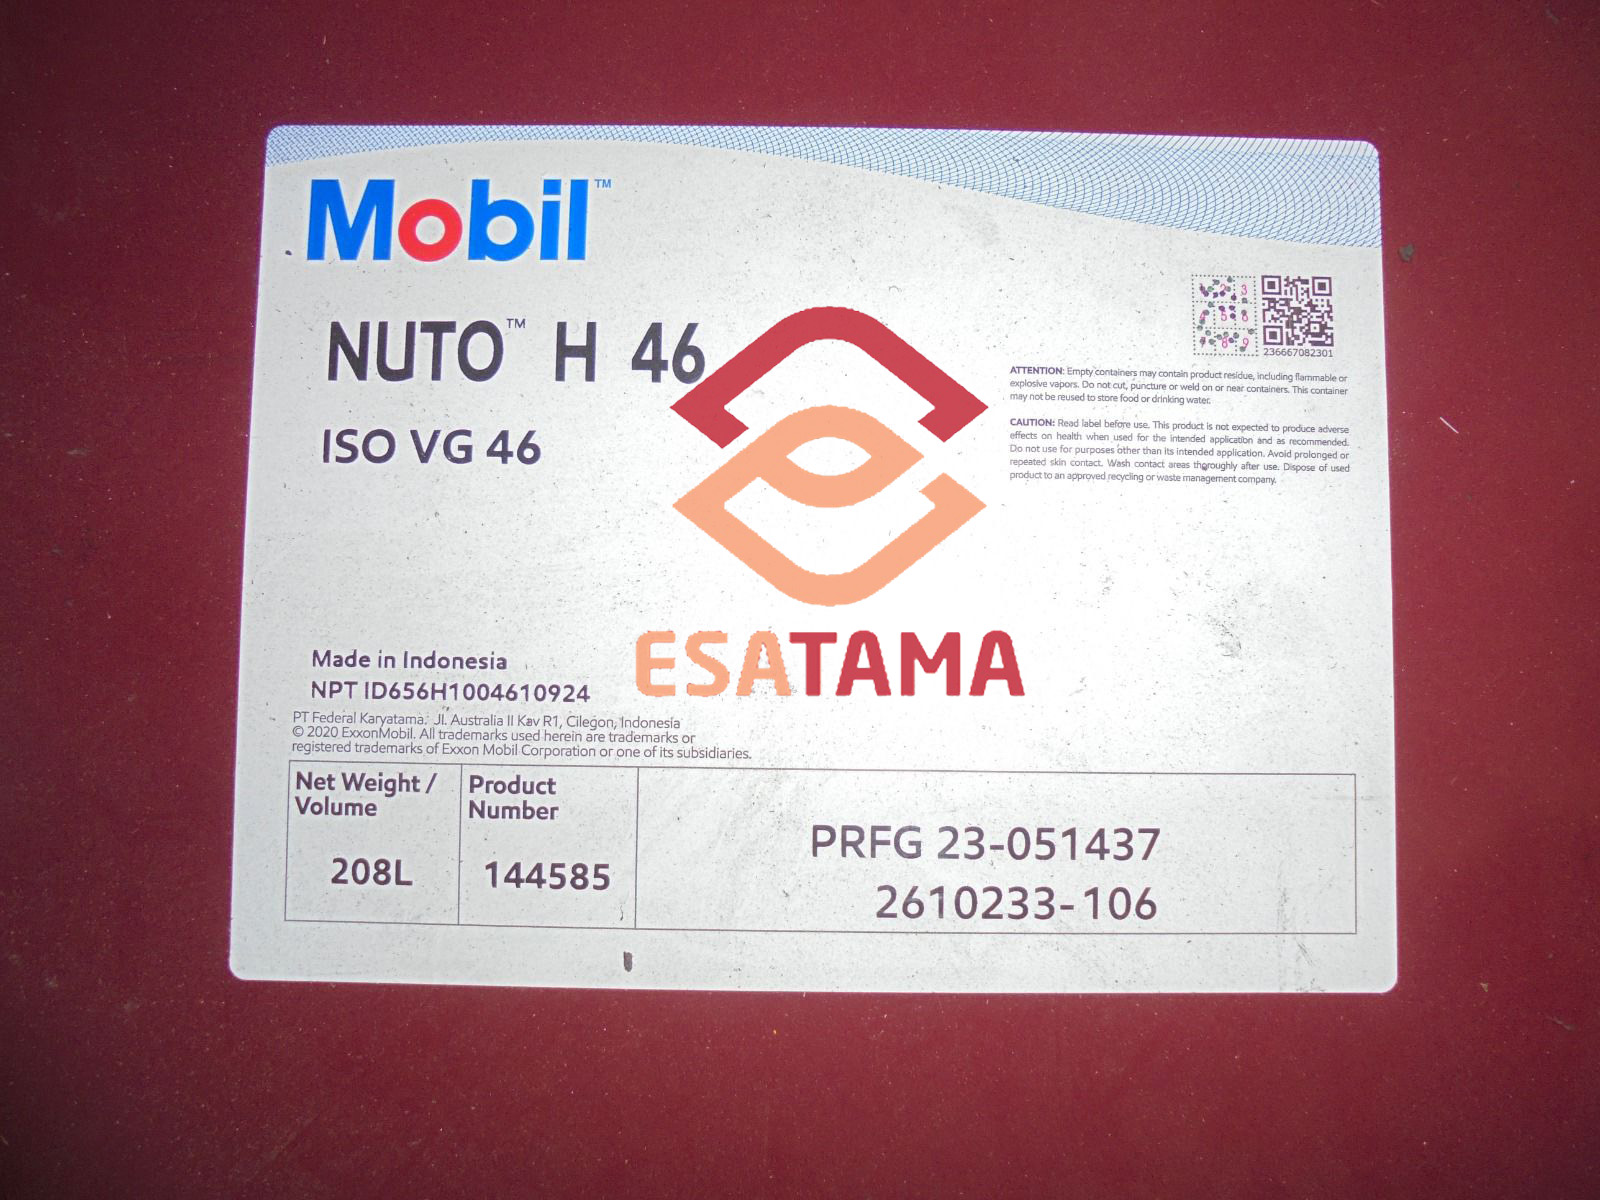 Mobil™
NUTO™ H 46
ISO VG 46
236667082301
ATTENTION: Empty containers may contain product residue, including flammable or
explosive vapors. Do not cut, puncture or weld on or near containers. This container
may not be reused to store food or drinking water.
CAUTION: Read label before use. This product is not expected to produce adverse
effects on health when used for the intended application and as recommended.
Do not use for purposes other than its intended application. Avoid prolonged or
repeated skin contact. Wash contact areas thoroughly after use. Dispose of used
product to an approved recycling or waste management company.
ESATAMA
Made in Indonesia
NPT ID656H1004610924
PT Federal Karyatama. Jl. Australia II Kav R1, Cilegon, Indonesia
© 2020 ExxonMobil. All trademarks used herein are trademarks or
registered trademarks of Exxon Mobil Corporation or one of its subsidiaries.
Net Weight /
Volume
208L
Product
Number
144585
PRFG 23-051437
2610233-106